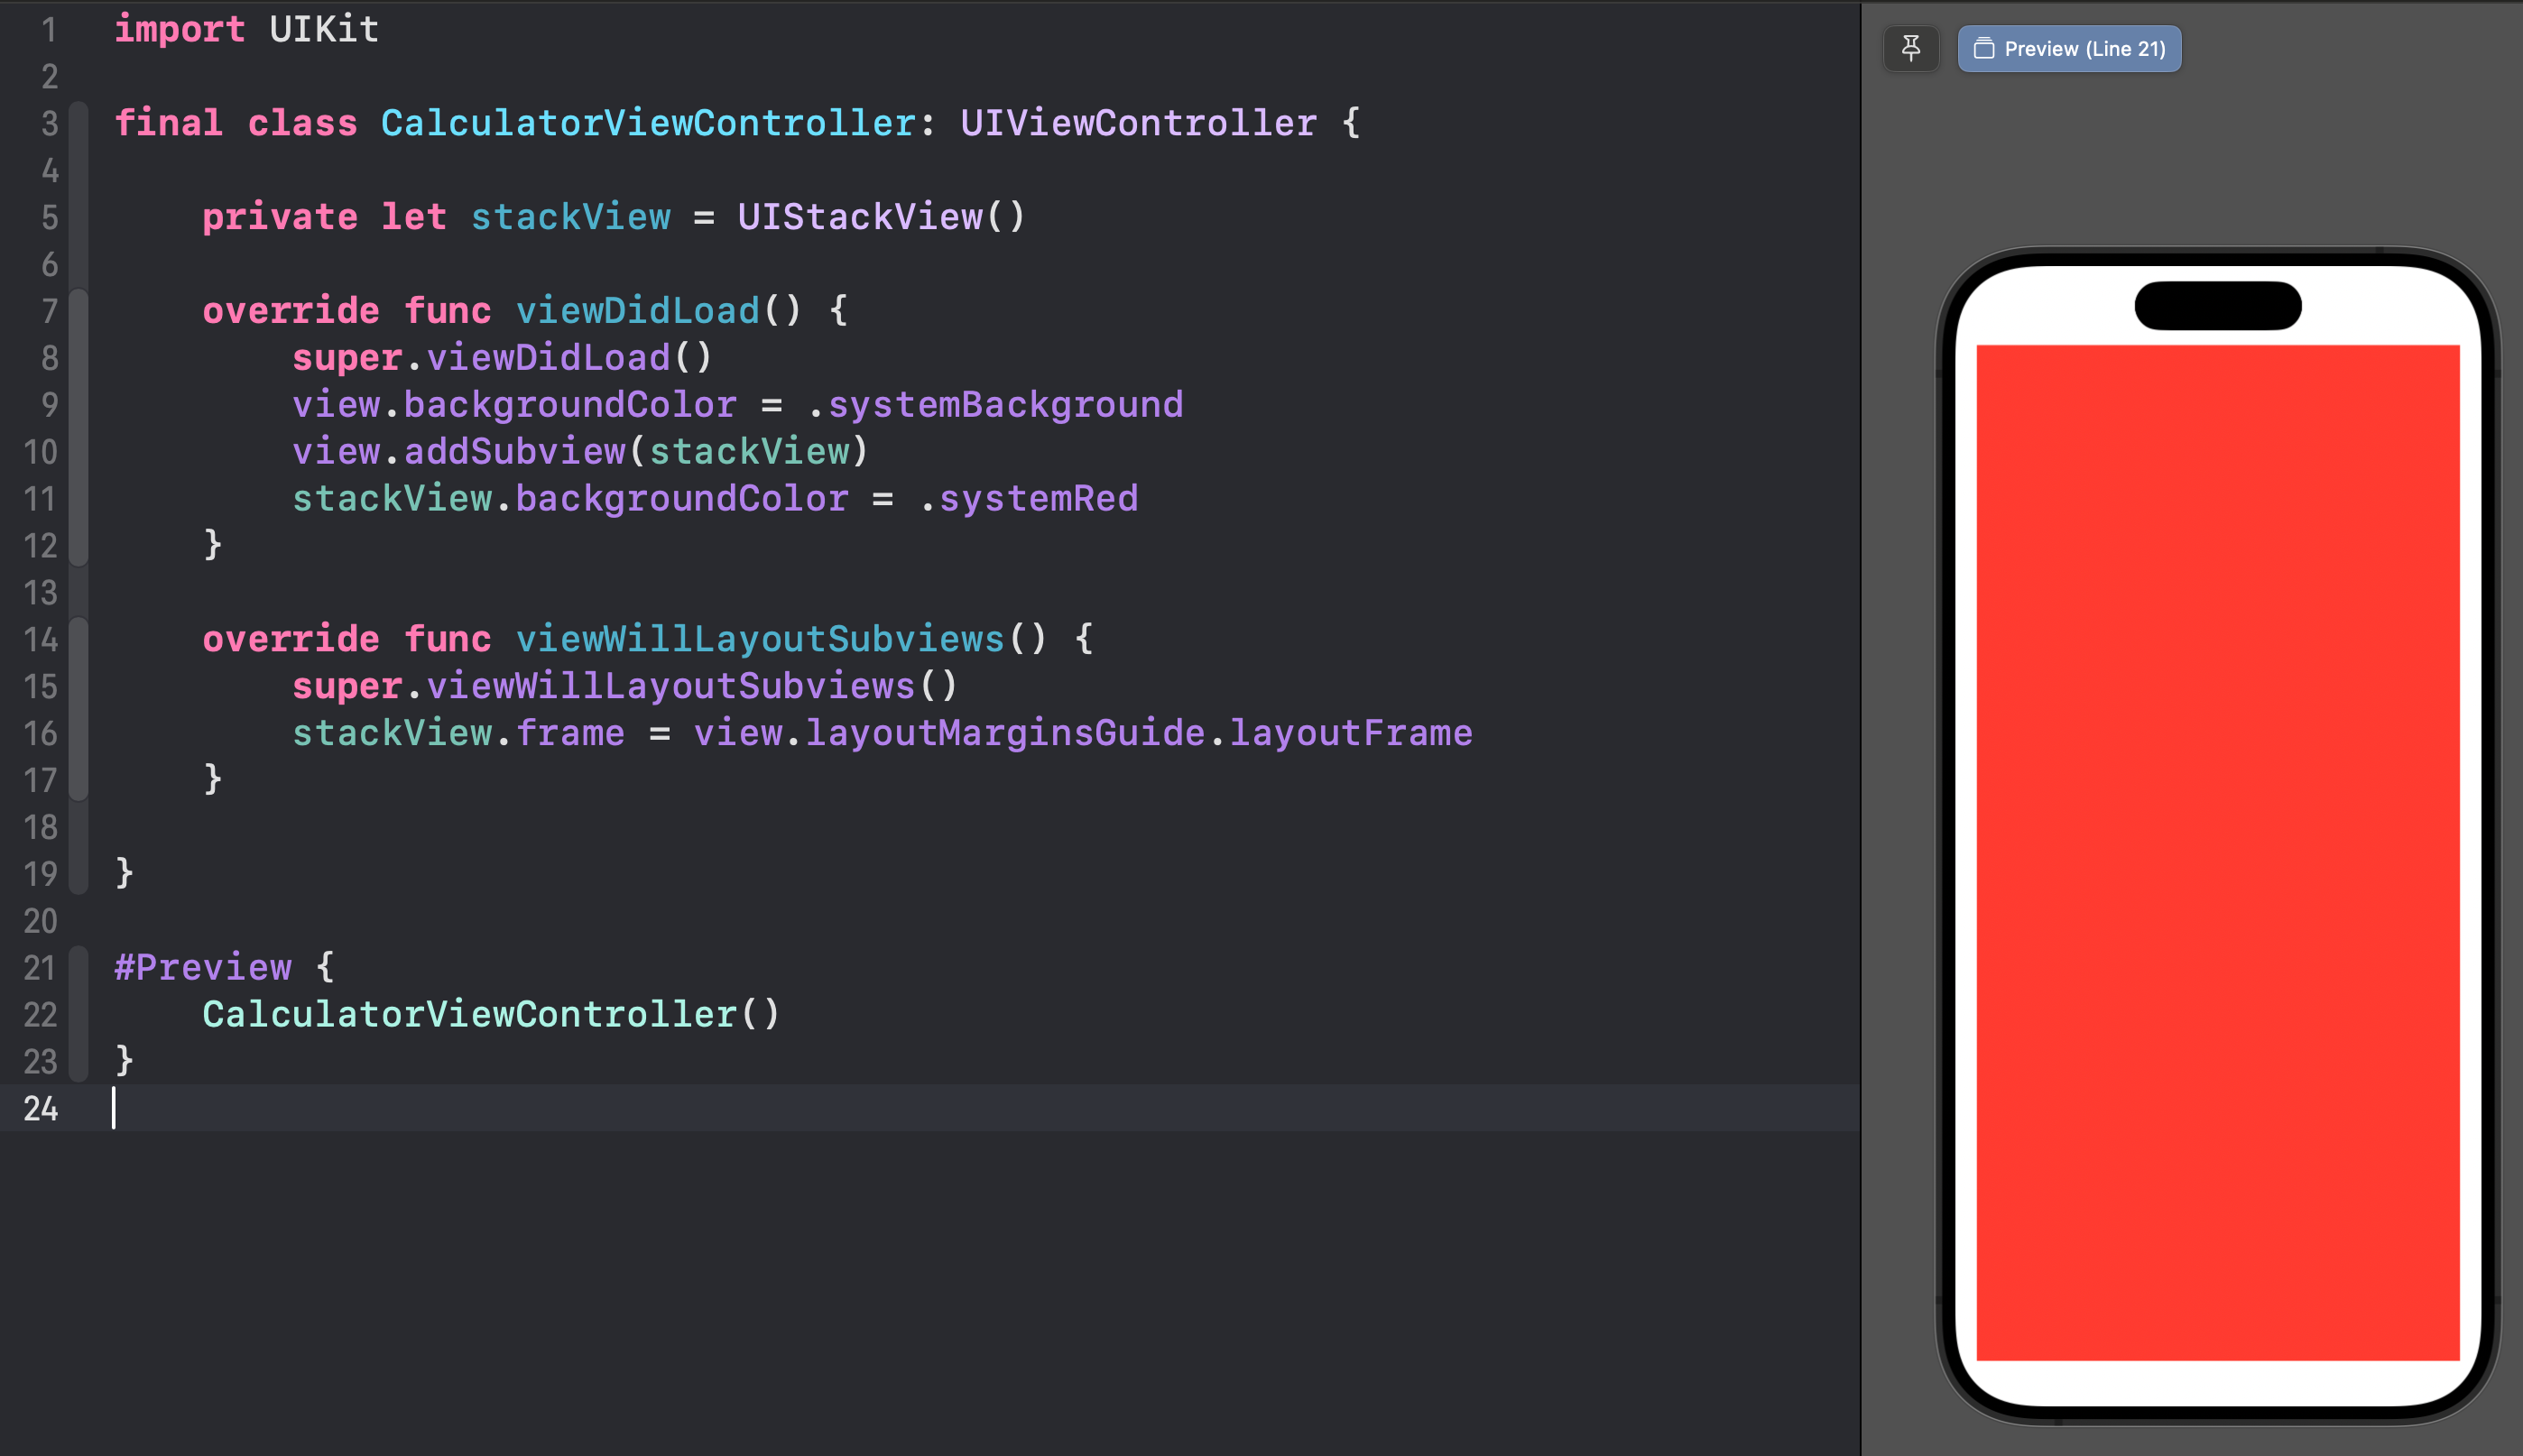 1 import UIKit
2
3 final class CalculatorViewController: UIViewController {
4
5     private let stackView = UIStackView()
6
7     override func viewDidLoad() {
8         super.viewDidLoad()
9         view.backgroundColor = .systemBackground
10         view.addSubview(stackView)
11         stackView.backgroundColor = .systemRed
12     }
13
14     override func viewWillLayoutSubviews() {
15         super.viewWillLayoutSubviews()
16         stackView.frame = view.layoutMarginsGuide.layoutFrame
17     }
18
19 }
20
21 #Preview {
22     CalculatorViewController()
23 }
24
Preview (Line 21)